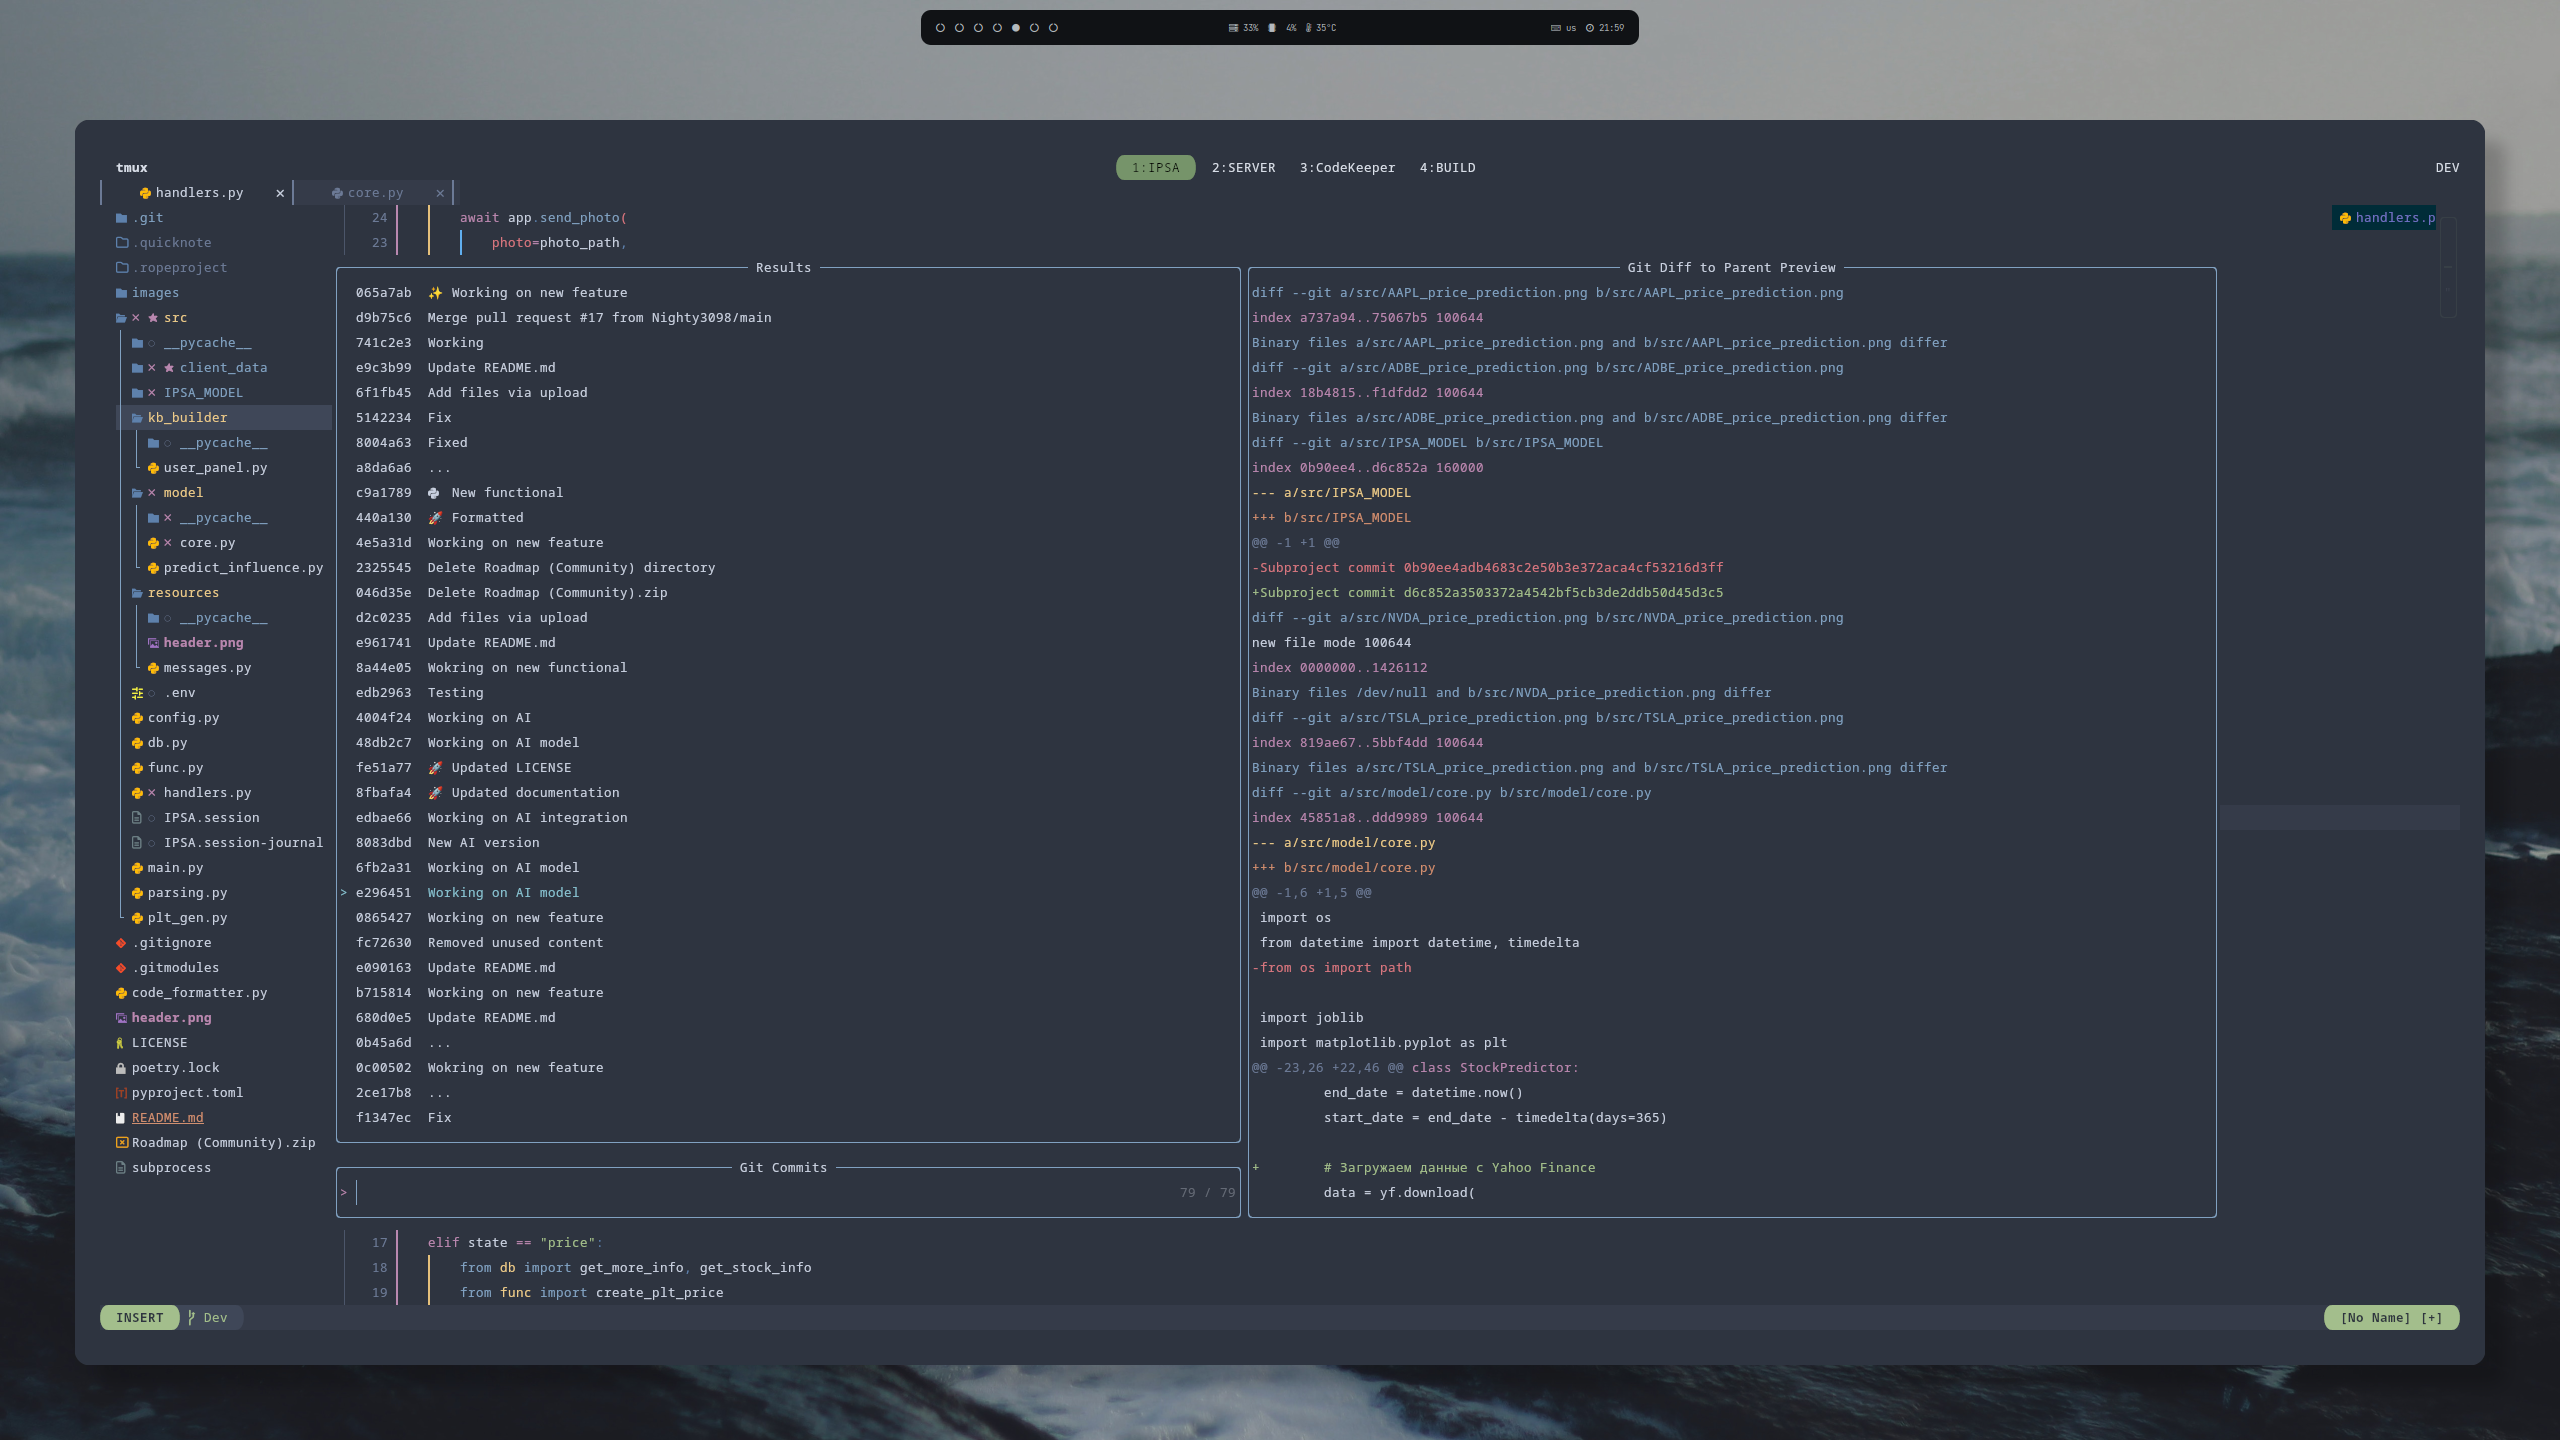 33% 4% 35°C us 21:59
tmux 1:IPSA 2:SERVER 3:CodeKeeper 4:BUILD DEV
handlers.py × core.py ×
.git
.quicknote
.ropeproject
images
src
__pycache__
client_data
IPSA_MODEL
kb_builder
__pycache__
user_panel.py
model
__pycache__
core.py
predict_influence.py
resources
__pycache__
header.png
messages.py
.env
config.py
db.py
func.py
handlers.py
IPSA.session
IPSA.session-journal
main.py
parsing.py
plt_gen.py
.gitignore
.gitmodules
code_formatter.py
header.png
LICENSE
poetry.lock
pyproject.toml
README.md
Roadmap (Community).zip
subprocess
24 await app.send_photo(
23 photo=photo_path,
handlers.p
Results
065a7ab ✨ Working on new feature
d9b75c6 Merge pull request #17 from Nighty3098/main
741c2e3 Working
e9c3b99 Update README.md
6f1fb45 Add files via upload
5142234 Fix
8004a63 Fixed
a8da6a6 ...
c9a1789 New functional
440a130 🚀 Formatted
4e5a31d Working on new feature
2325545 Delete Roadmap (Community) directory
046d35e Delete Roadmap (Community).zip
d2c0235 Add files via upload
e961741 Update README.md
8a44e05 Wokring on new functional
edb2963 Testing
4004f24 Working on AI
48db2c7 Working on AI model
fe51a77 🚀 Updated LICENSE
8fbafa4 🚀 Updated documentation
edbae66 Working on AI integration
8083dbd New AI version
6fb2a31 Working on AI model
> e296451 Working on AI model
0865427 Working on new feature
fc72630 Removed unused content
e090163 Update README.md
b715814 Working on new feature
680d0e5 Update README.md
0b45a6d ...
0c00502 Wokring on new feature
2ce17b8 ...
f1347ec Fix
Git Commits
> 79 / 79
Git Diff to Parent Preview
diff --git a/src/AAPL_price_prediction.png b/src/AAPL_price_prediction.png
index a737a94..75067b5 100644
Binary files a/src/AAPL_price_prediction.png and b/src/AAPL_price_prediction.png differ
diff --git a/src/ADBE_price_prediction.png b/src/ADBE_price_prediction.png
index 18b4815..f1dfdd2 100644
Binary files a/src/ADBE_price_prediction.png and b/src/ADBE_price_prediction.png differ
diff --git a/src/IPSA_MODEL b/src/IPSA_MODEL
index 0b90ee4..d6c852a 160000
--- a/src/IPSA_MODEL
+++ b/src/IPSA_MODEL
@@ -1 +1 @@
-Subproject commit 0b90ee4adb4683c2e50b3e372aca4cf53216d3ff
+Subproject commit d6c852a3503372a4542bf5cb3de2ddb50d45d3c5
diff --git a/src/NVDA_price_prediction.png b/src/NVDA_price_prediction.png
new file mode 100644
index 0000000..1426112
Binary files /dev/null and b/src/NVDA_price_prediction.png differ
diff --git a/src/TSLA_price_prediction.png b/src/TSLA_price_prediction.png
index 819ae67..5bbf4dd 100644
Binary files a/src/TSLA_price_prediction.png and b/src/TSLA_price_prediction.png differ
diff --git a/src/model/core.py b/src/model/core.py
index 45851a8..ddd9989 100644
--- a/src/model/core.py
+++ b/src/model/core.py
@@ -1,6 +1,5 @@
import os
from datetime import datetime, timedelta
-from os import path
import joblib
import matplotlib.pyplot as plt
@@ -23,26 +22,46 @@ class StockPredictor:
end_date = datetime.now()
start_date = end_date - timedelta(days=365)
+ # Загружаем данные с Yahoo Finance
data = yf.download(
17 elif state == "price":
18 from db import get_more_info, get_stock_info
19 from func import create_plt_price
INSERT Dev [No Name] [+]